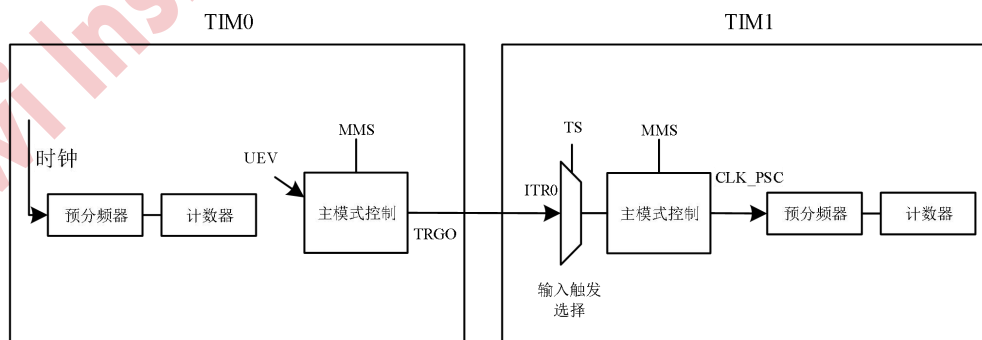 TIM0
TIM1
MMS
TS
MMS
时钟
UEV
ITR0
CLK_PSC
预分频器
计数器
主模式控制
主模式控制
预分频器
计数器
TRGO
输入触发
选择